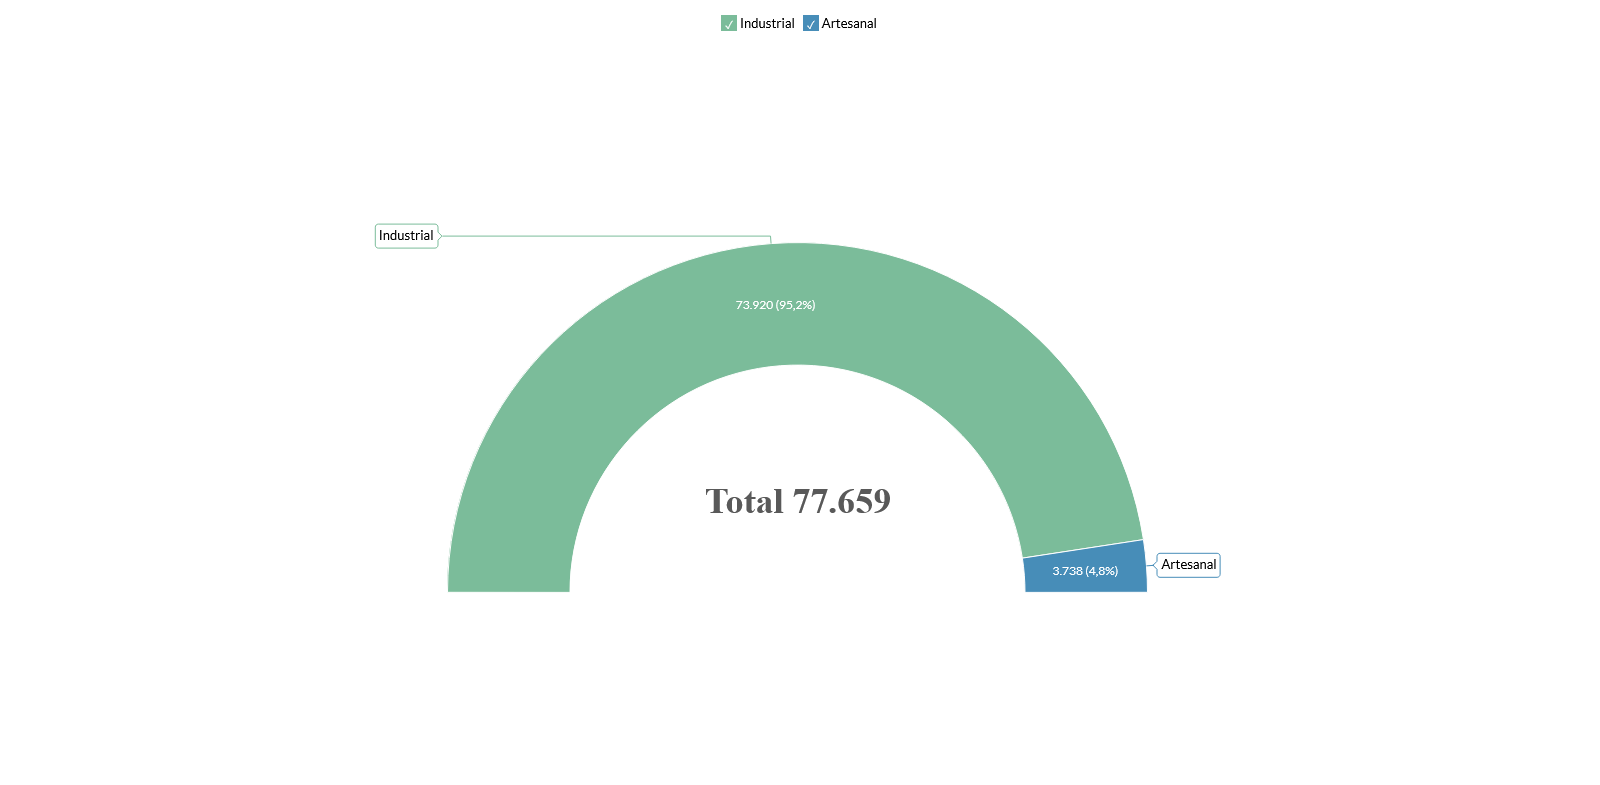 Industrial Artesanal
Industrial
73.920 (95,2%)
Total 77.659
3.738 (4,8%)
Artesanal